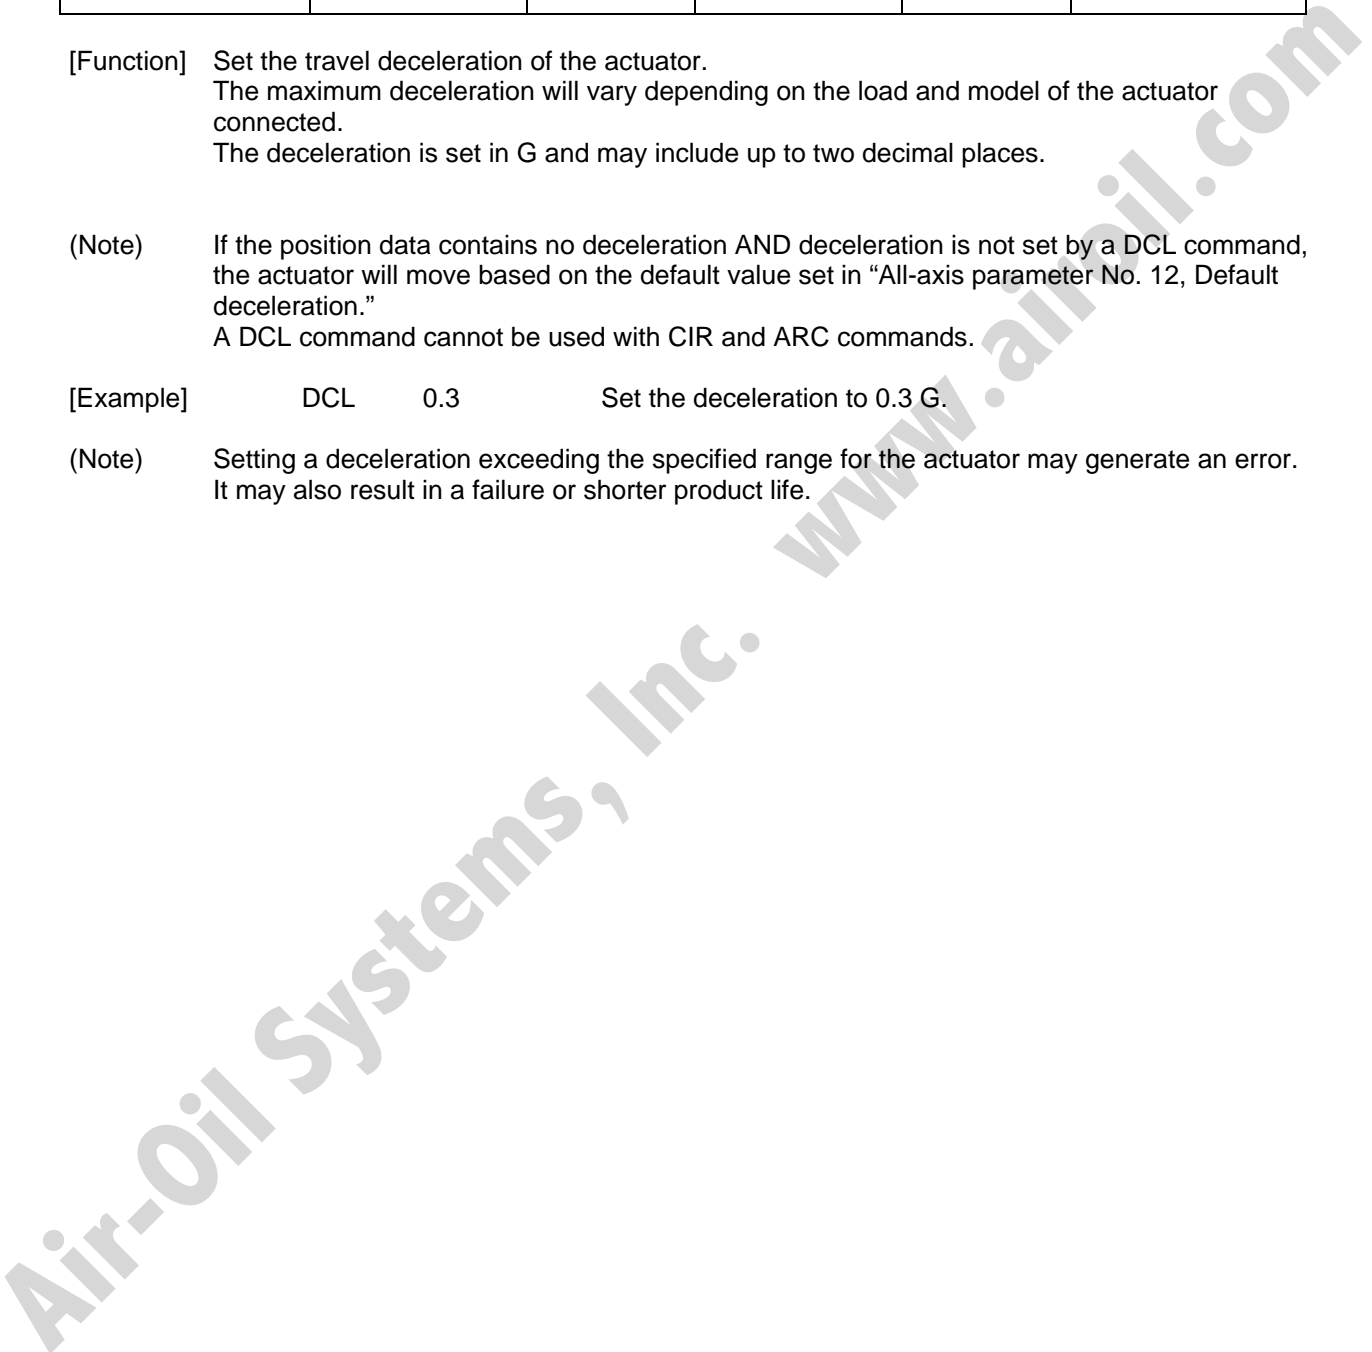 [Function] Set the travel deceleration of the actuator.
The maximum deceleration will vary depending on the load and model of the actuator
connected.
The deceleration is set in G and may include up to two decimal places.
(Note) If the position data contains no deceleration AND deceleration is not set by a DCL command,
the actuator will move based on the default value set in “All-axis parameter No. 12, Default
deceleration.”
A DCL command cannot be used with CIR and ARC commands.
[Example] DCL 0.3 Set the deceleration to 0.3 G.
(Note) Setting a deceleration exceeding the specified range for the actuator may generate an error.
It may also result in a failure or shorter product life.
Air-Oil Systems, Inc. www.airoil.com